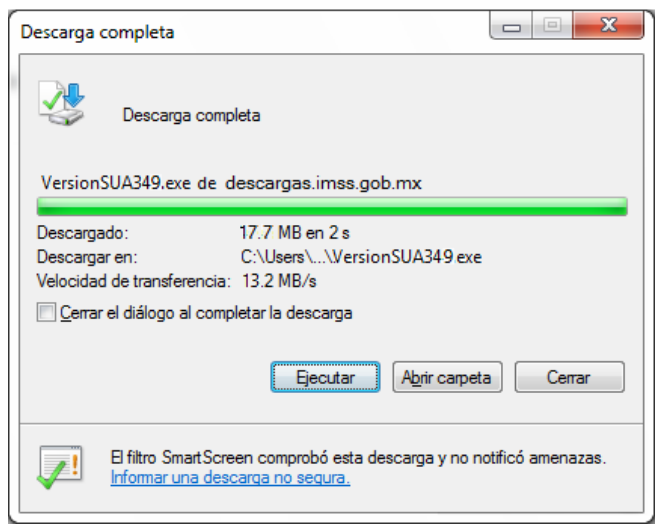 Descarga completa
Descarga completa
VersionSUA349.exe de descargas.imss.gob.mx
Descargado: 17.7 MB en 2 s
Descargar en: C:\Users\...\VersionSUA349 exe
Velocidad de transferencia: 13.2 MB/s
Cerrar el diálogo al completar la descarga
Ejecutar Abrir carpeta Cerrar
El filtro SmartScreen comprobó esta descarga y no notificó amenazas.
Informar una descarga no segura.